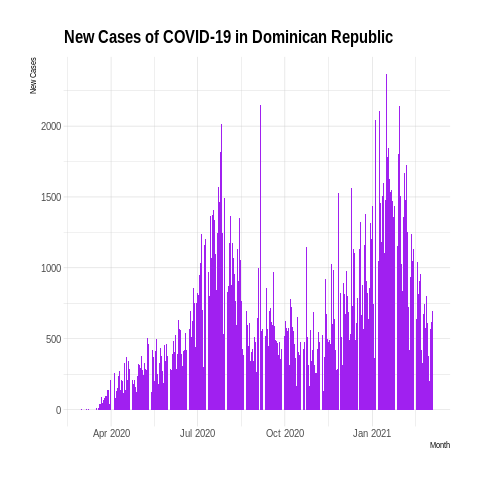 New Cases of COVID-19 in Dominican Republic
New Cases
2000
1500
1000
500
0
Apr 2020
Jul 2020
Oct 2020
Jan 2021
Month